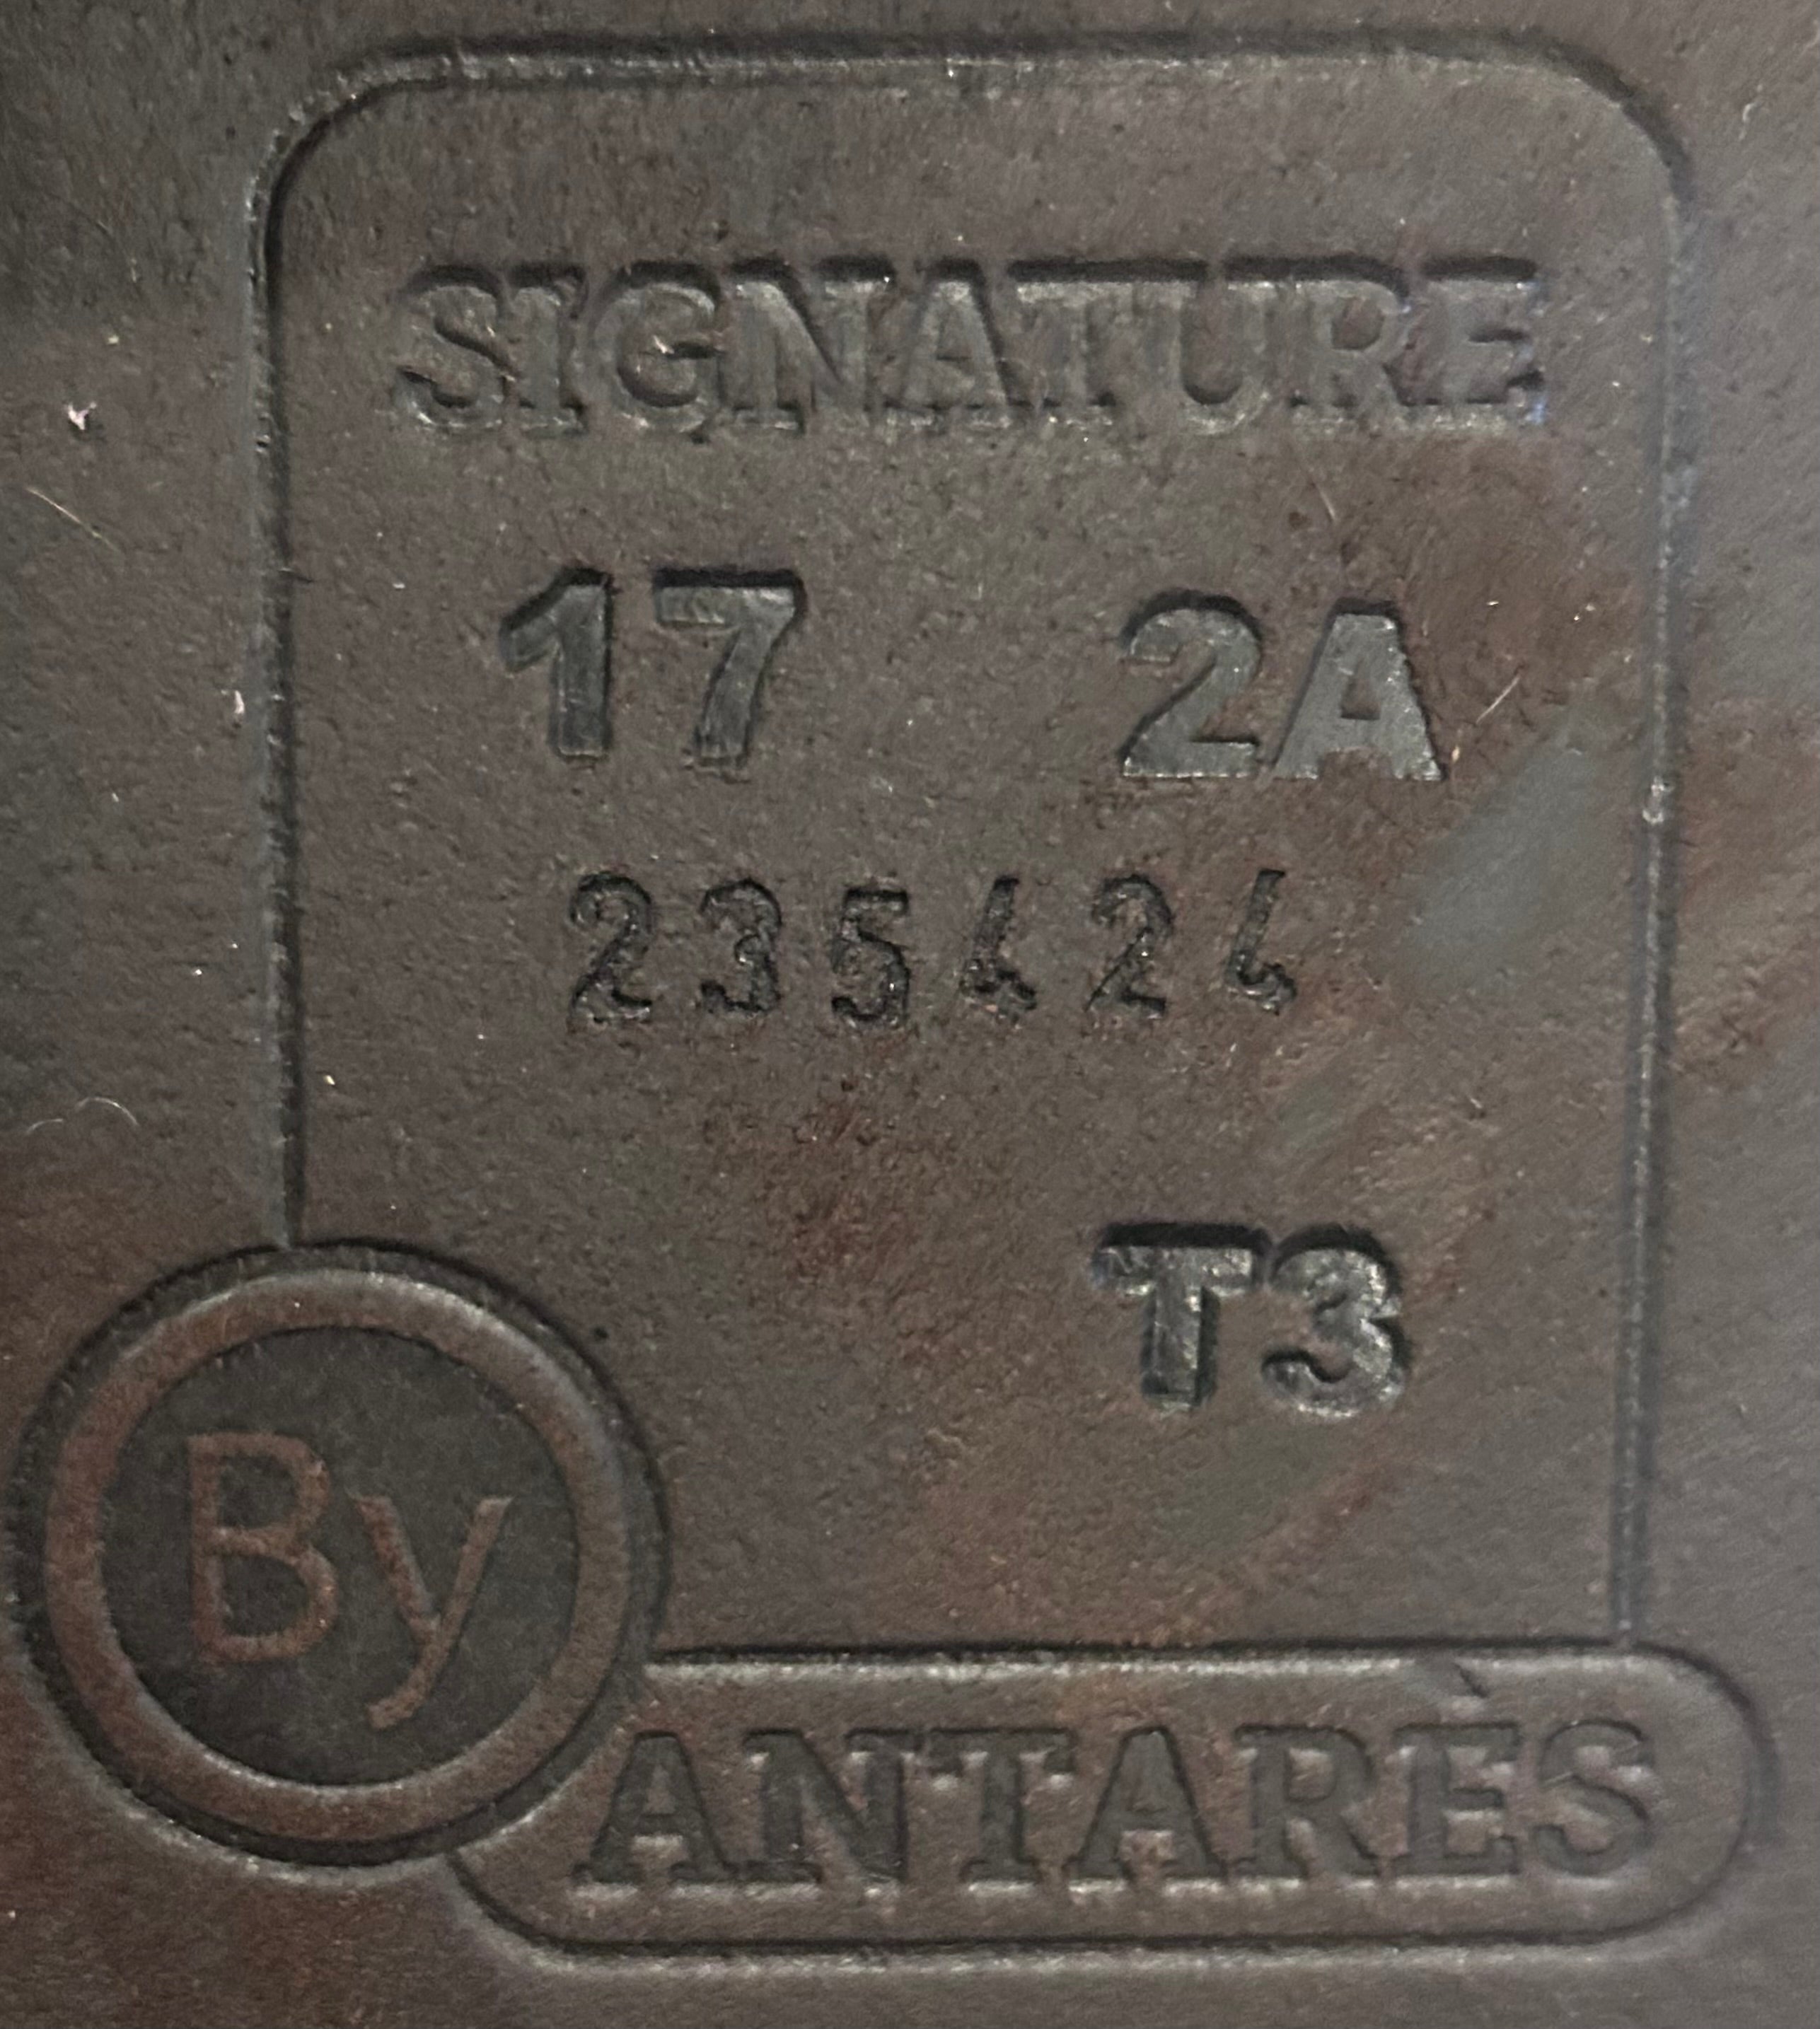 SIGNATURE
17 2A
235424
T3
By
ANTARÈS